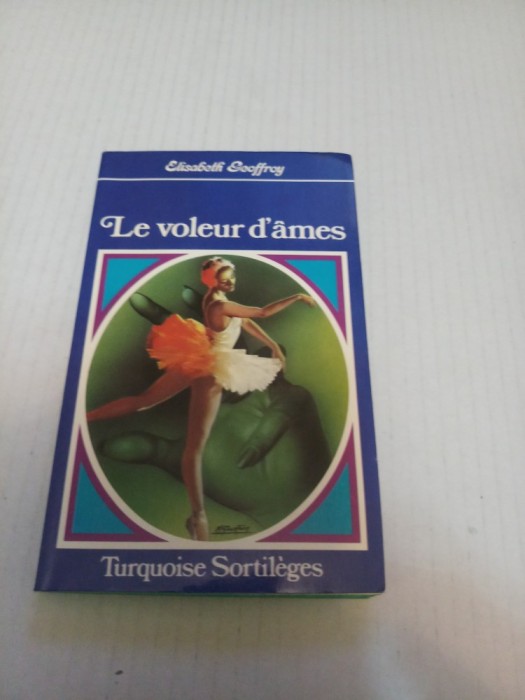 Elisabeth Geoffroy
Le voleur d'âmes
Turquoise Sortilèges